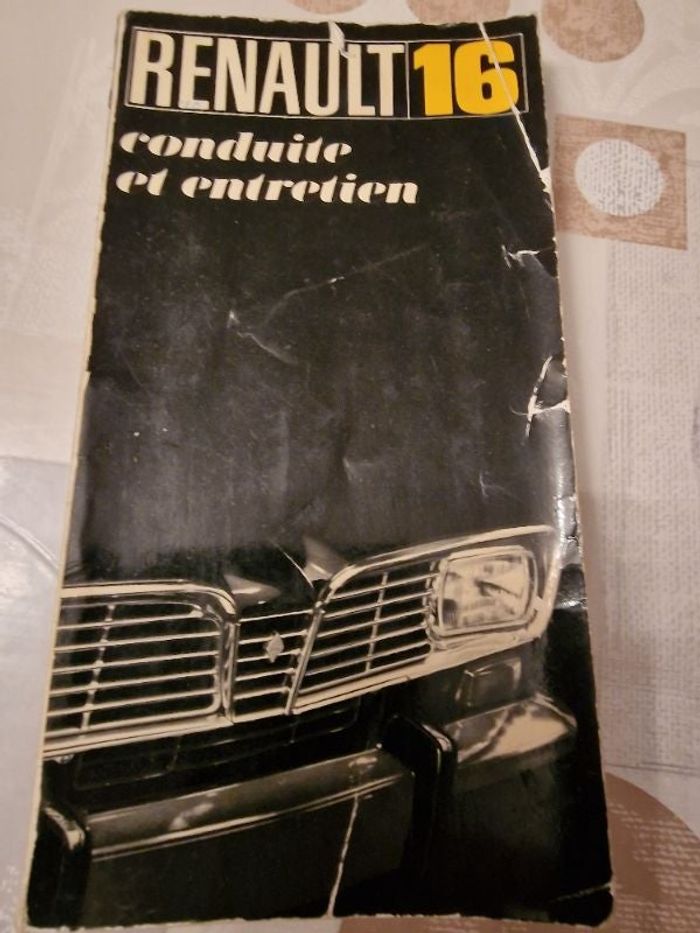 RENAULT 16
conduite
et entretien